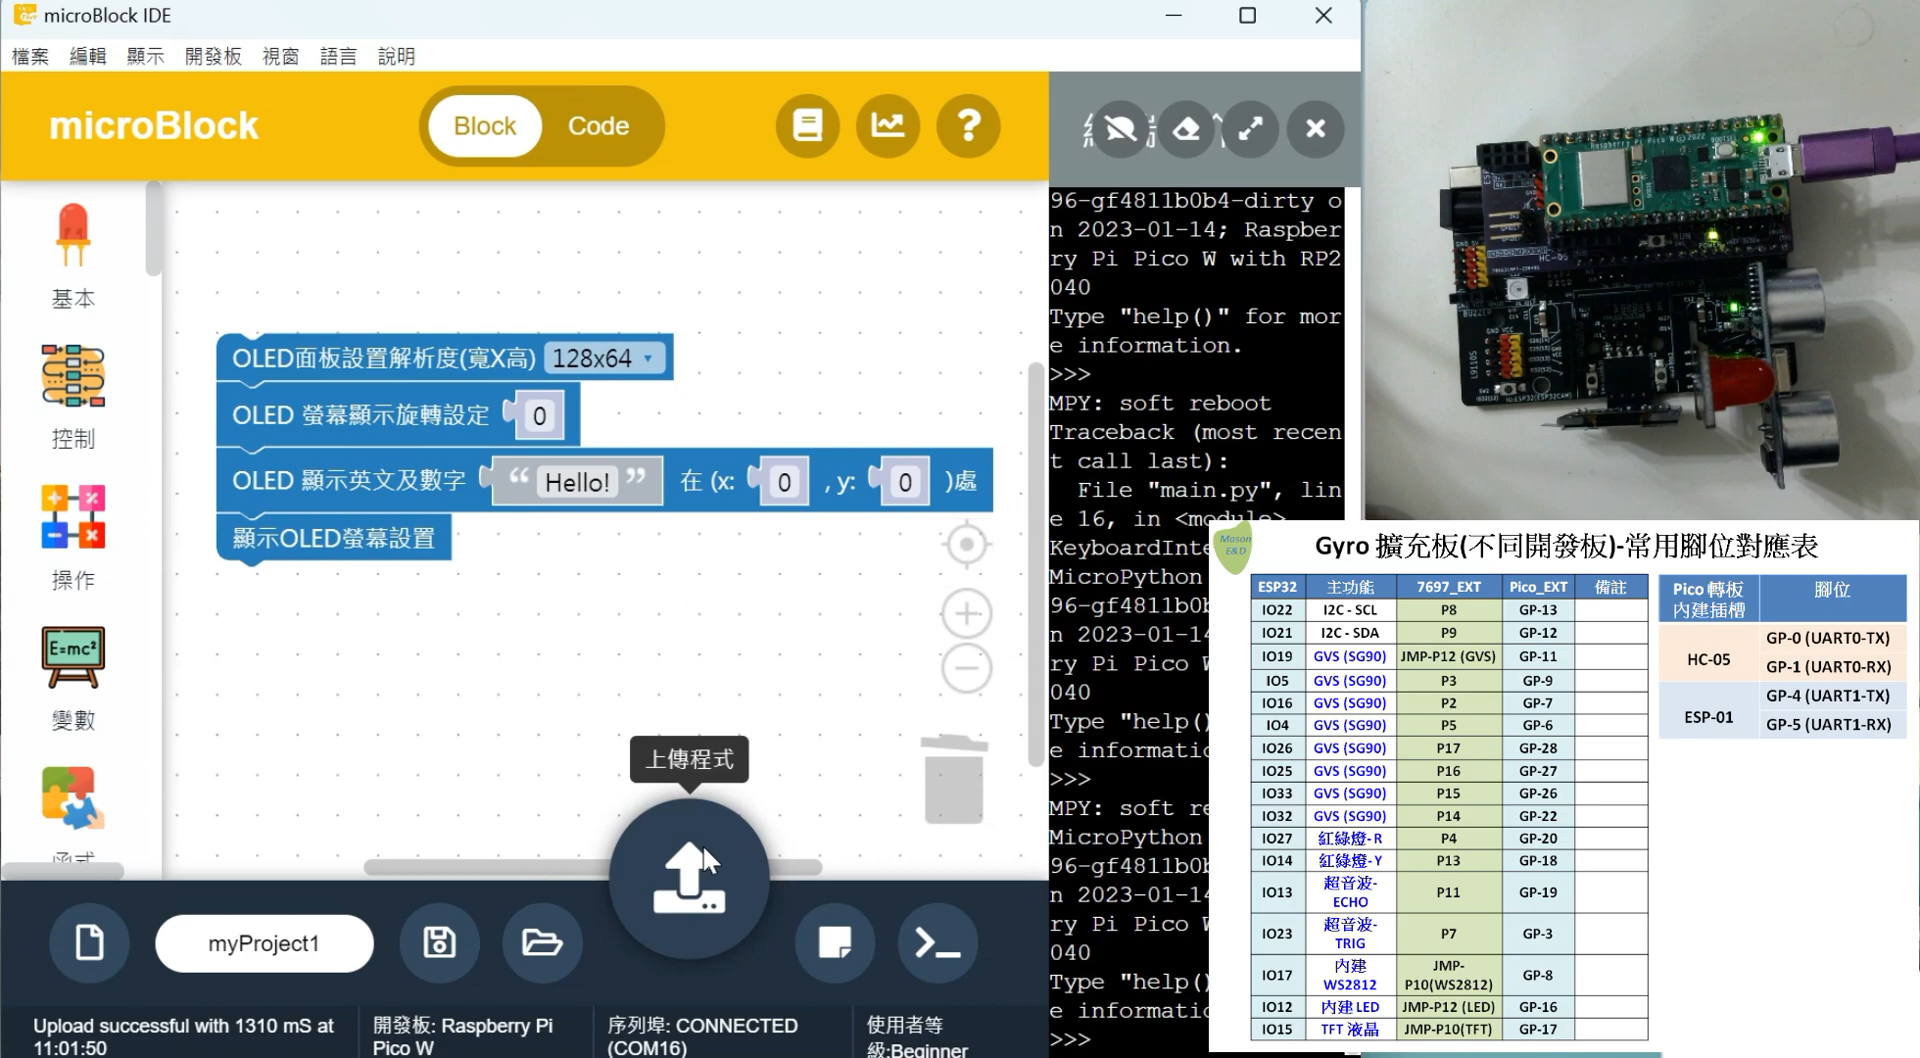 microBlock IDE
檔案 編輯 顯示 開發板 視窗 語言 說明
microBlock
Block Code
?
基本
控制
操作
E=mc²
變數
函式
OLED面板設置解析度(寬X高) 128x64
OLED 螢幕顯示旋轉設定 0
OLED 顯示英文及數字 “ Hello! ” 在 (x: 0 , y: 0 )處
顯示OLED螢幕設置
上傳程式
myProject1
Upload successful with 1310 mS at
11:01:50
開發板: Raspberry Pi
Pico W
序列埠: CONNECTED
(COM16)
使用者等
級:Beginner
96-gf4811b0b4-dirty o
n 2023-01-14; Raspber
ry Pi Pico W with RP2
040
Type "help()" for mor
e information.
>>>
MPY: soft reboot
Traceback (most recen
t call last):
File "main.py", lin
e 16, in <module>
KeyboardInte
MicroPython
96-gf4811b0b
n 2023-01-14
ry Pi Pico W
040
Type "help()
e informatic
>>>
MPY: soft re
MicroPython
96-gf4811b0b
n 2023-01-14
ry Pi Pico W
040
Type "help()
e informatic
>>>
Raspberry Pi Pico W © 2022
HC-05
L9110S
Mason
E&D
Gyro 擴充板(不同開發板)-常用腳位對應表
ESP32 主功能 7697_EXT Pico_EXT 備註
IO22 I2C - SCL P8 GP-13
IO21 I2C - SDA P9 GP-12
IO19 GVS (SG90) JMP-P12 (GVS) GP-11
IO5 GVS (SG90) P3 GP-9
IO16 GVS (SG90) P2 GP-7
IO4 GVS (SG90) P5 GP-6
IO26 GVS (SG90) P17 GP-28
IO25 GVS (SG90) P16 GP-27
IO33 GVS (SG90) P15 GP-26
IO32 GVS (SG90) P14 GP-22
IO27 紅綠燈-R P4 GP-20
IO14 紅綠燈-Y P13 GP-18
IO13 超音波-ECHO P11 GP-19
IO23 超音波-TRIG P7 GP-3
IO17 內建 WS2812 JMP-P10(WS2812) GP-8
IO12 內建 LED JMP-P12 (LED) GP-16
IO15 TFT 液晶 JMP-P10(TFT) GP-17
Pico 轉板
內建插槽
腳位
HC-05
GP-0 (UART0-TX)
GP-1 (UART0-RX)
ESP-01
GP-4 (UART1-TX)
GP-5 (UART1-RX)